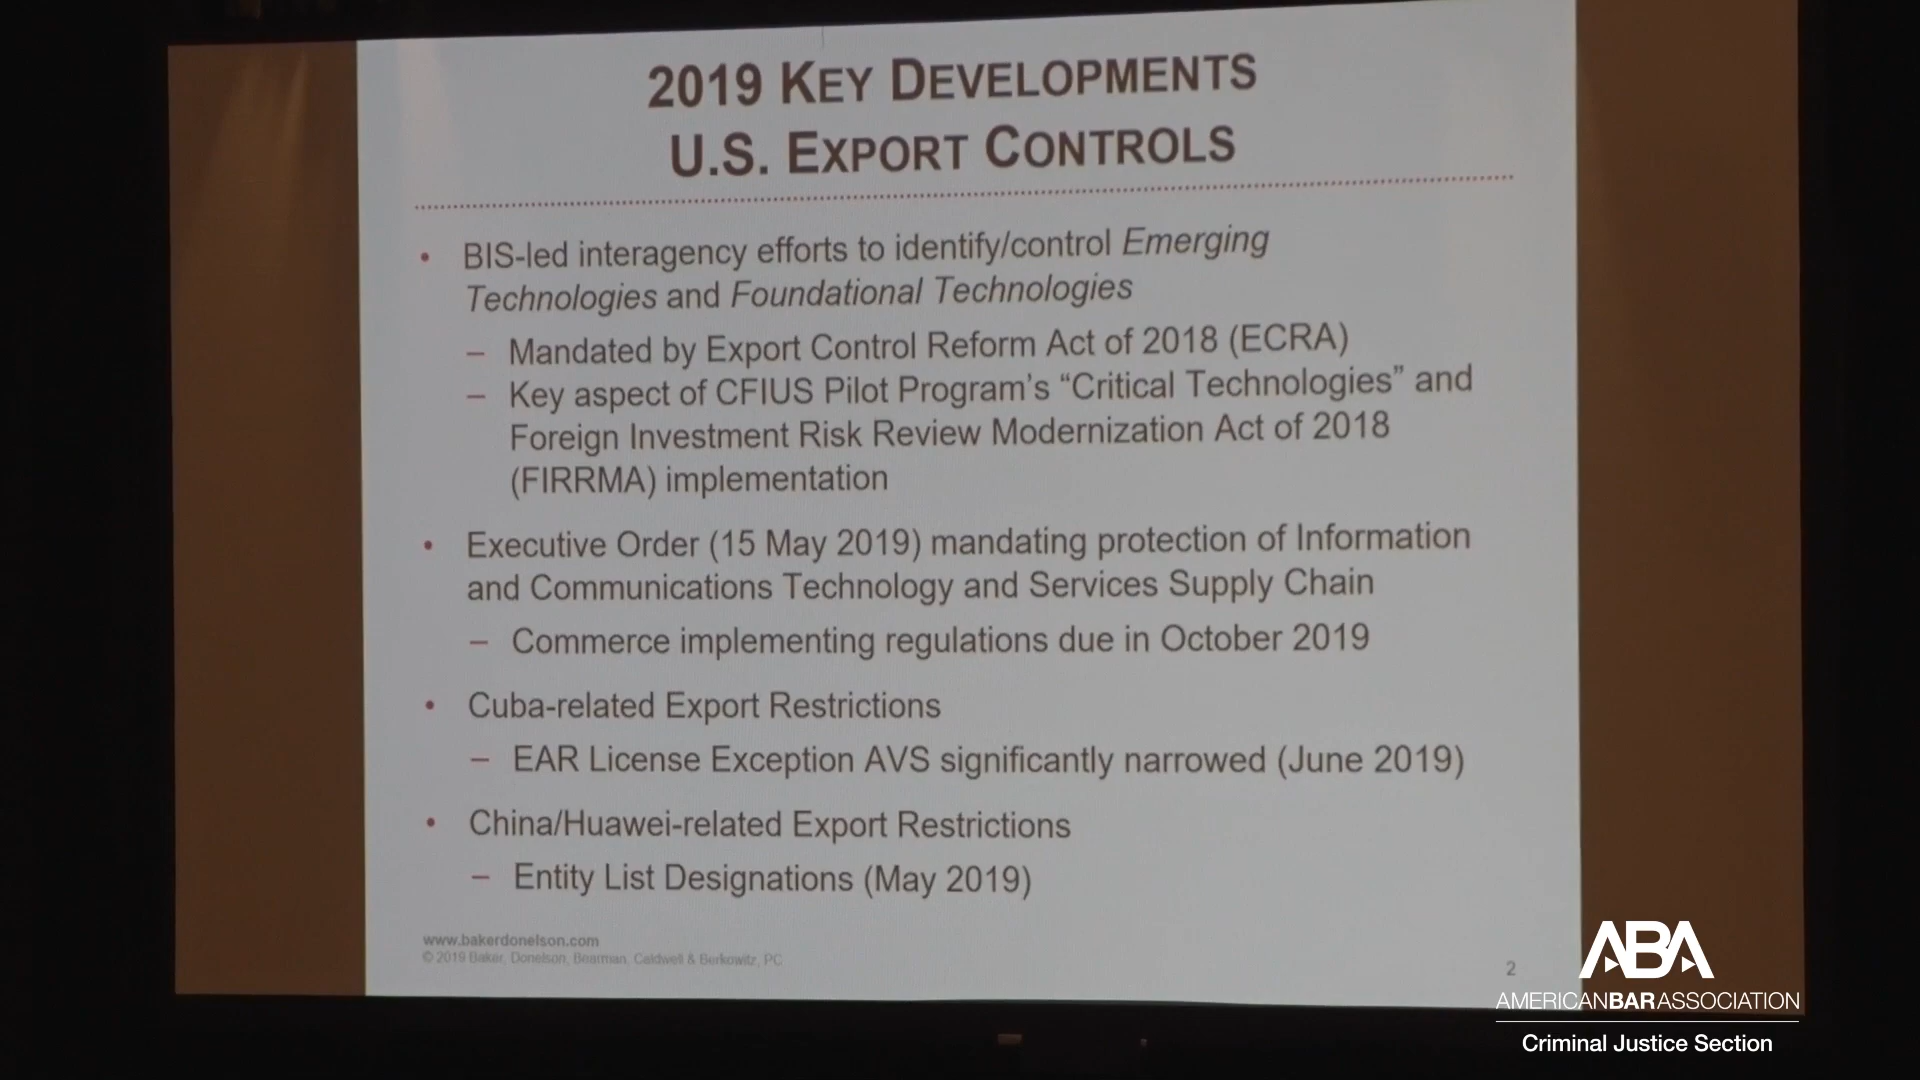 2019 KEY DEVELOPMENTS
U.S. EXPORT CONTROLS
• BIS-led interagency efforts to identify/control Emerging
Technologies and Foundational Technologies
– Mandated by Export Control Reform Act of 2018 (ECRA)
– Key aspect of CFIUS Pilot Program's “Critical Technologies” and
Foreign Investment Risk Review Modernization Act of 2018
(FIRRMA) implementation
• Executive Order (15 May 2019) mandating protection of Information
and Communications Technology and Services Supply Chain
– Commerce implementing regulations due in October 2019
• Cuba-related Export Restrictions
– EAR License Exception AVS significantly narrowed (June 2019)
• China/Huawei-related Export Restrictions
– Entity List Designations (May 2019)
www.bakerdonelson.com
© 2019 Baker, Donelson, Bearman, Caldwell & Berkowitz, PC
2
ABA
AMERICANBARASSOCIATION
Criminal Justice Section